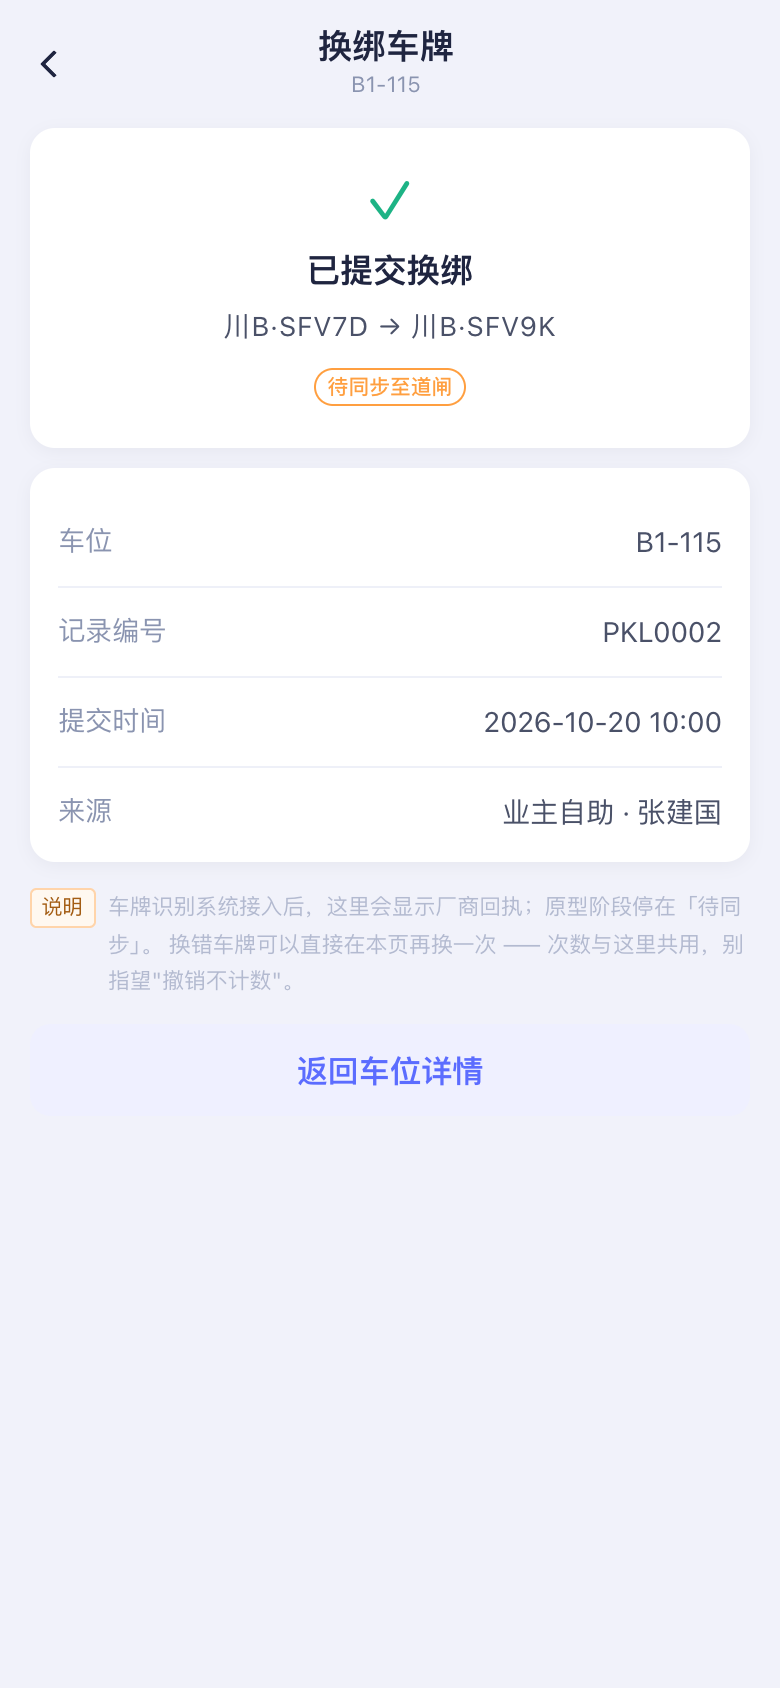 换绑车牌
B1-115
已提交换绑
川B·SFV7D → 川B·SFV9K
待同步至道闸
车位 B1-115
记录编号 PKL0002
提交时间 2026-10-20 10:00
来源 业主自助 · 张建国
说明 车牌识别系统接入后，这里会显示厂商回执；原型阶段停在「待同
步」。 换错车牌可以直接在本页再换一次 —— 次数与这里共用，别
指望"撤销不计数"。
返回车位详情